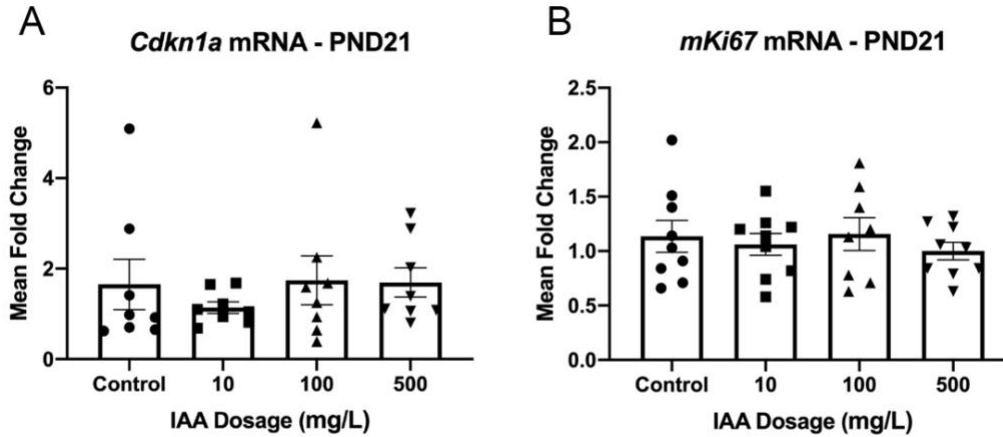 A
Cdkn1a mRNA - PND21
Mean Fold Change
6
4
2
0
Control 10 100 500
IAA Dosage (mg/L)
B
mKi67 mRNA - PND21
Mean Fold Change
2.5
2.0
1.5
1.0
0.5
0.0
Control 10 100 500
IAA Dosage (mg/L)